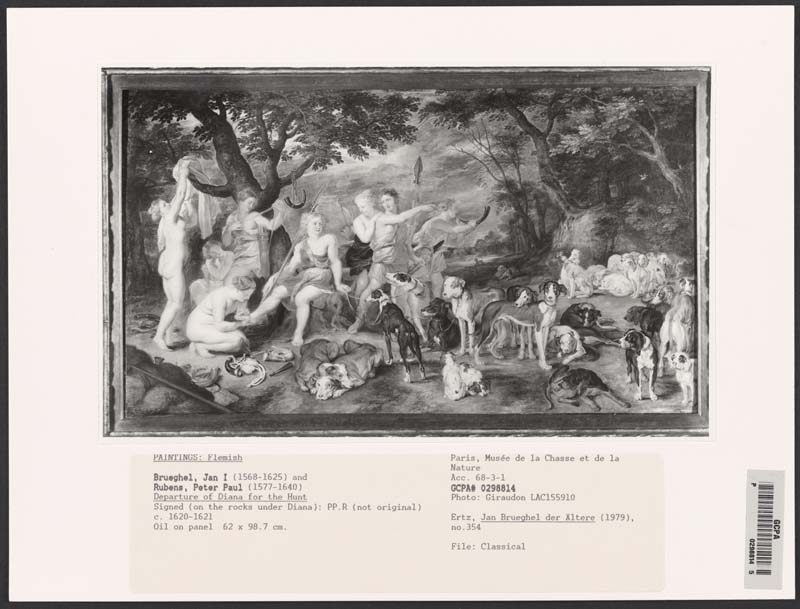 PAINTINGS: Flemish
Brueghel, Jan I (1568-1625) and
Rubens, Peter Paul (1577-1640)
Departure of Diana for the Hunt
Signed (on the rocks under Diana): PP.R (not original)
c. 1620-1621
Oil on panel 62 x 98.7 cm.
Paris, Musée de la Chasse et de la
Nature
Acc. 68-3-1
GCPA# 0298814
Photo: Giraudon LAC155910
Ertz, Jan Brueghel der Altere (1979),
no.354
File: Classical
GCPA
P
0298814 5